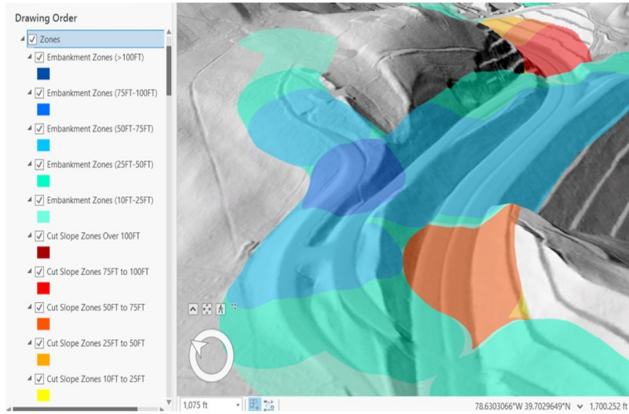 Drawing Order
Zones
Embankment Zones (>100FT)
Embankment Zones (75FT-100FT)
Embankment Zones (50FT-75FT)
Embankment Zones (25FT-50FT)
Embankment Zones (10FT-25FT)
Cut Slope Zones Over 100FT
Cut Slope Zones 75FT to 100FT
Cut Slope Zones 50FT to 75FT
Cut Slope Zones 25FT to 50FT
Cut Slope Zones 10FT to 25FT
1,075 ft
78.6303066°W 39.7029649°N
1,700.252 ft